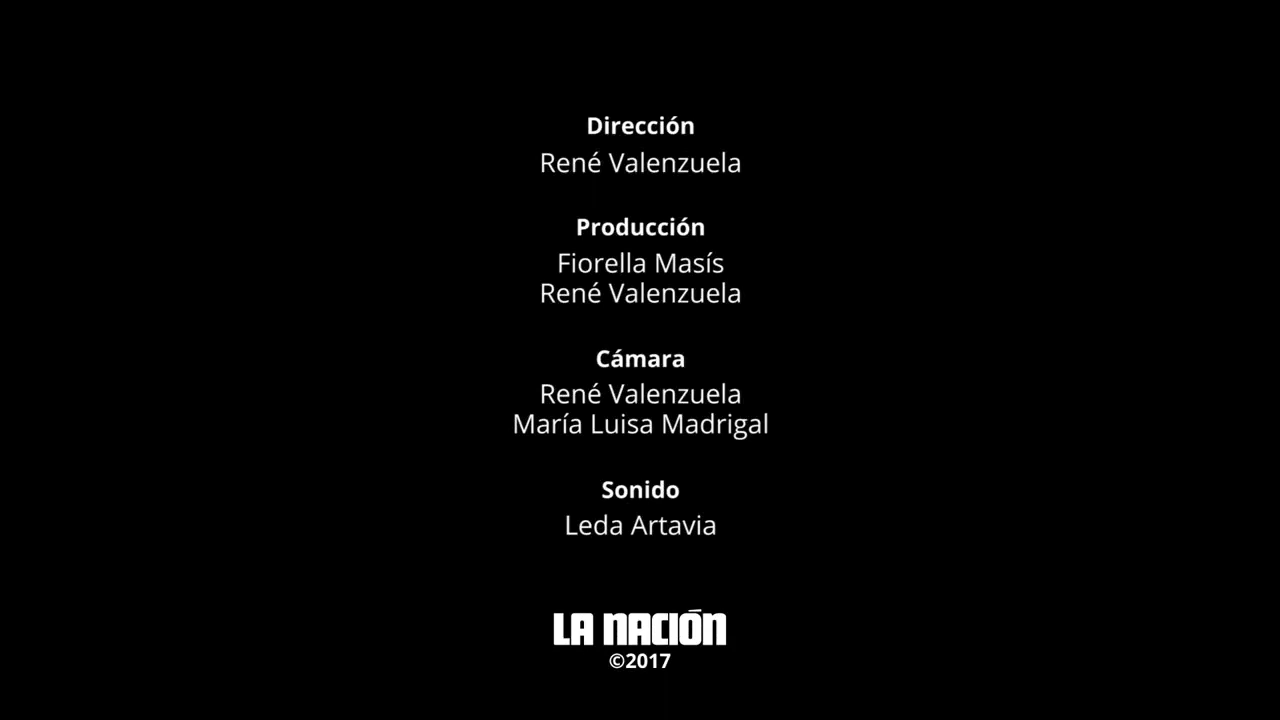 Dirección
René Valenzuela
Producción
Fiorella Masís
René Valenzuela
Cámara
René Valenzuela
María Luisa Madrigal
Sonido
Leda Artavia
LA NACIÓN
©2017